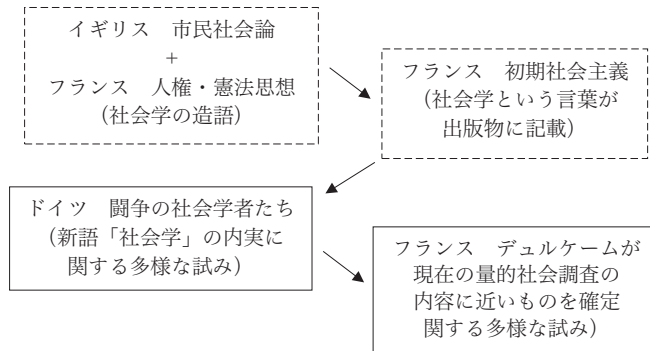 イギリス　市民社会論
+
フランス　人権・憲法思想
(社会学の造語)
フランス　初期社会主義
(社会学という言葉が
出版物に記載)
ドイツ　闘争の社会学者たち
(新語「社会学」の内実に
関する多様な試み)
フランス　デュルケームが
現在の量的社会調査の
内容に近いものを確定
関する多様な試み)